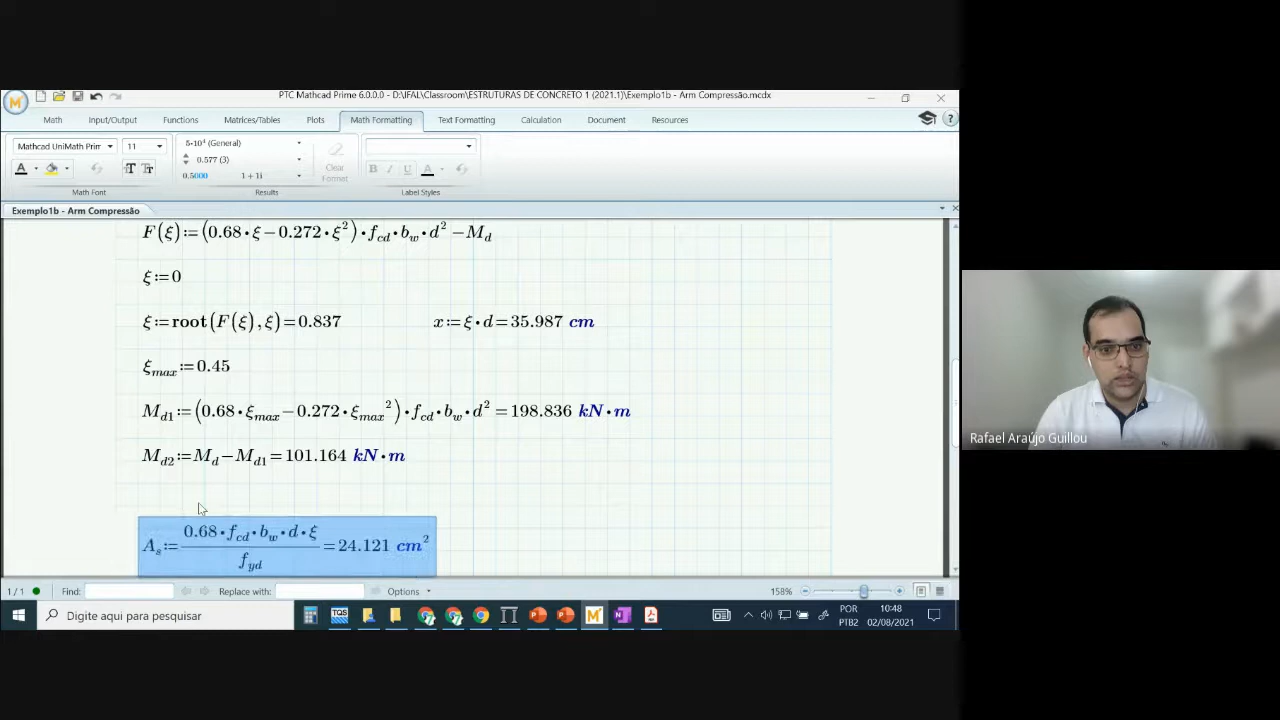 PTC Mathcad Prime 6.0.0.0 - D:\IFAL\Classroom\ESTRUTURAS DE CONCRETO 1 (2021.1)\Exemplo1b - Arm Compressão.mcdx
Math Input/Output Functions Matrices/Tables Plots Math Formatting Text Formatting Calculation Document Resources
Mathcad UniMath Prin 11
5•10⁴ (General)
0.577 (3)
0.5000 1+1i
Clear Format
B I U A
Math Font Results Label Styles
Exemplo1b - Arm Compressão
F(ξ):=(0.68•ξ−0.272•ξ²)•f_cd•b_w•d²−M_d
ξ:=0
ξ:=root(F(ξ),ξ)=0.837 x:=ξ•d=35.987 cm
ξ_max:=0.45
M_d1:=(0.68•ξ_max−0.272•ξ_max²)•f_cd•b_w•d²=198.836 kN•m
M_d2:=M_d−M_d1=101.164 kN•m
A_s:=(0.68•f_cd•b_w•d•ξ)/f_yd=24.121 cm²
Rafael Araújo Guillou
1 / 1 Find: Replace with: Options 158%
Digite aqui para pesquisar
TQS
POR
PTB2
10:48
02/08/2021